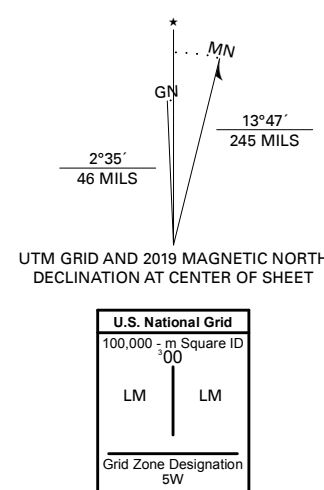 ★
MN
GN
13°47´
245 MILS
2°35´
46 MILS
UTM GRID AND 2019 MAGNETIC NORTH
DECLINATION AT CENTER OF SHEET
U.S. National Grid
100,000 - m Square ID
³00
LM LM
Grid Zone Designation
5W